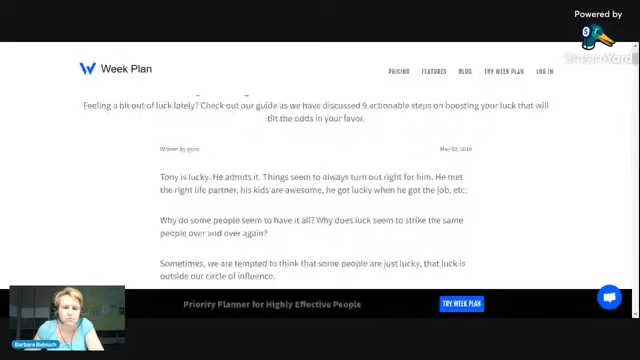 Powered by
StreamYard
Week Plan
PRICING FEATURES BLOG TRY WEEK PLAN LOG IN
Feeling a bit out of luck lately? Check out our guide as we have discussed 9 actionable steps on boosting your luck that will
tilt the odds in your favor.
Written by
May 02, 2018
Tony is lucky. He admits it. Things seem to always turn out right for him. He met
the right life partner, his kids are awesome, he got lucky when he got the job, etc.
Why do some people seem to have it all? Why does luck seem to strike the same
people over and over again?
Sometimes, we are tempted to think that some people are just lucky, that luck is
outside our circle of influence.
Priority Planner for Highly Effective People
TRY WEEK PLAN
Barbara